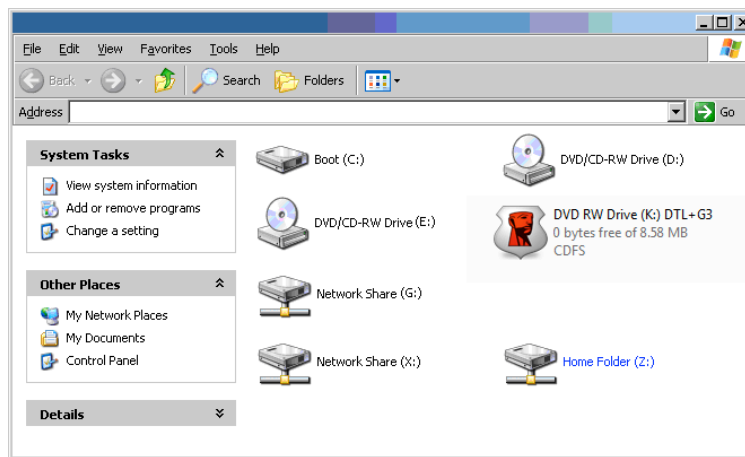 File Edit View Favorites Tools Help
Back Search Folders
Address Go
System Tasks
View system information
Add or remove programs
Change a setting
Other Places
My Network Places
My Documents
Control Panel
Details
Boot (C:)
DVD/CD-RW Drive (D:)
DVD/CD-RW Drive (E:)
DVD RW Drive (K:) DTL+G3
0 bytes free of 8.58 MB
CDFS
Network Share (G:)
Network Share (X:)
Home Folder (Z:)